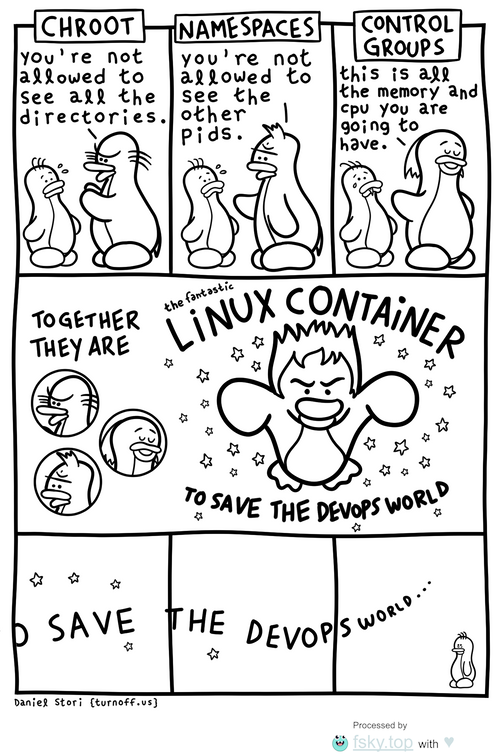 CHROOT
you're not
allowed to
see all the
directories.
NAMESPACES
you're not
allowed to
see the
other
pids.
CONTROL
GROUPS
this is all
the memory and
cpu you are
going to
have.
TOGETHER
THEY ARE
the fantastic
LINUX CONTAINER
TO SAVE THE DEVOPS WORLD
O SAVE THE DEVOPS WORLD...
Daniel Stori {turnoff.us}
Processed by
fsky.top with ♥